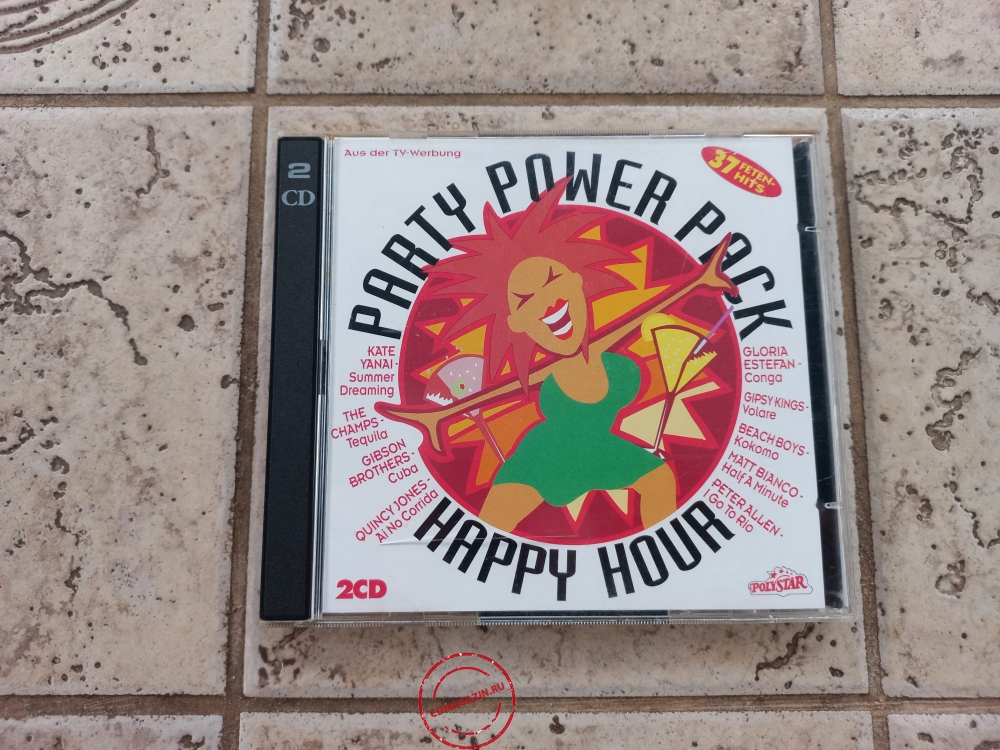 2
CD
Aus der TV-Werbung
37 FETEN-
HITS
PARTY POWER PACK
KATE
YANAI -
Summer
Dreaming
THE
CHAMPS -
Tequila
GIBSON
BROTHERS -
Cuba
QUINCY JONES -
Ai No Corrida
GLORIA
ESTEFAN -
Conga
GIPSY KINGS -
Volare
BEACH BOYS -
Kokomo
MATT BIANCO -
Half A Minute
PETER ALLEN -
I Go To Rio
HAPPY HOUR
2CD
POLYSTAR